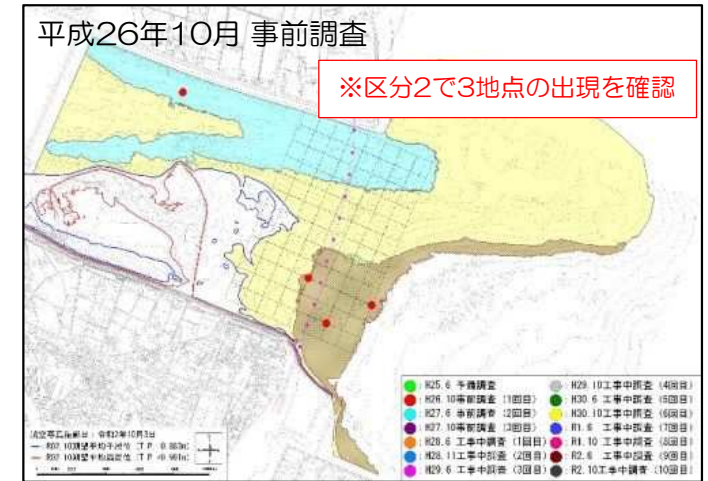 平成26年10月 事前調査
※区分2で3地点の出現を確認
H25.6 予備調査
H26.10事前調査（1回目）
H27.6 事前調査（2回目）
H27.10事前調査（3回目）
H28.6 工事中調査（1回目）
H28.11工事中調査（2回目）
H29.6 工事中調査（3回目）
H29.10工事中調査（4回目）
H30.6 工事中調査（5回目）
H30.10工事中調査（6回目）
R1.6 工事中調査（7回目）
R1.10 工事中調査（8回目）
R2.6 工事中調査（9回目）
R2.10工事中調査（10回目）